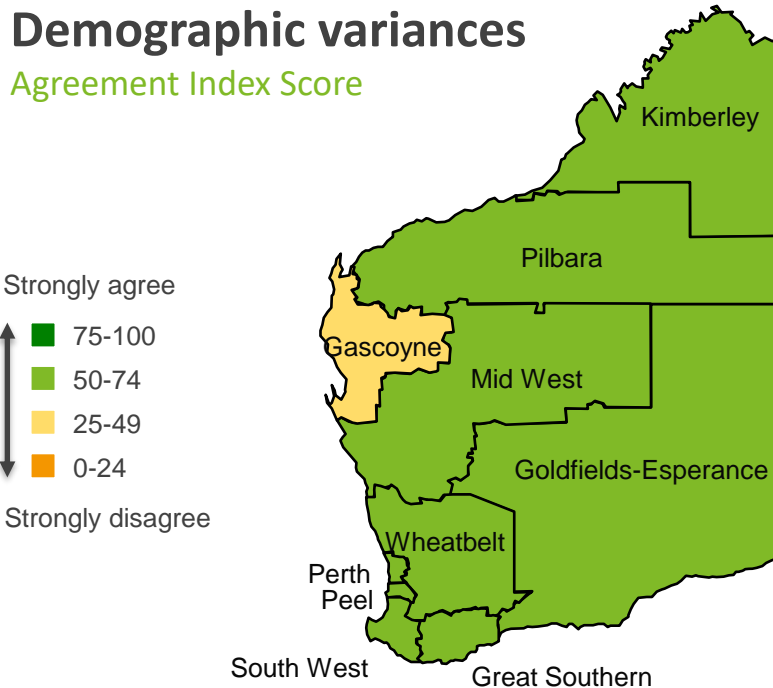 Demographic variances
Agreement Index Score
Kimberley
Pilbara
Strongly agree
75-100
50-74
25-49
0-24
Strongly disagree
Gascoyne
Mid West
Goldfields-Esperance
Wheatbelt
Perth
Peel
South West
Great Southern